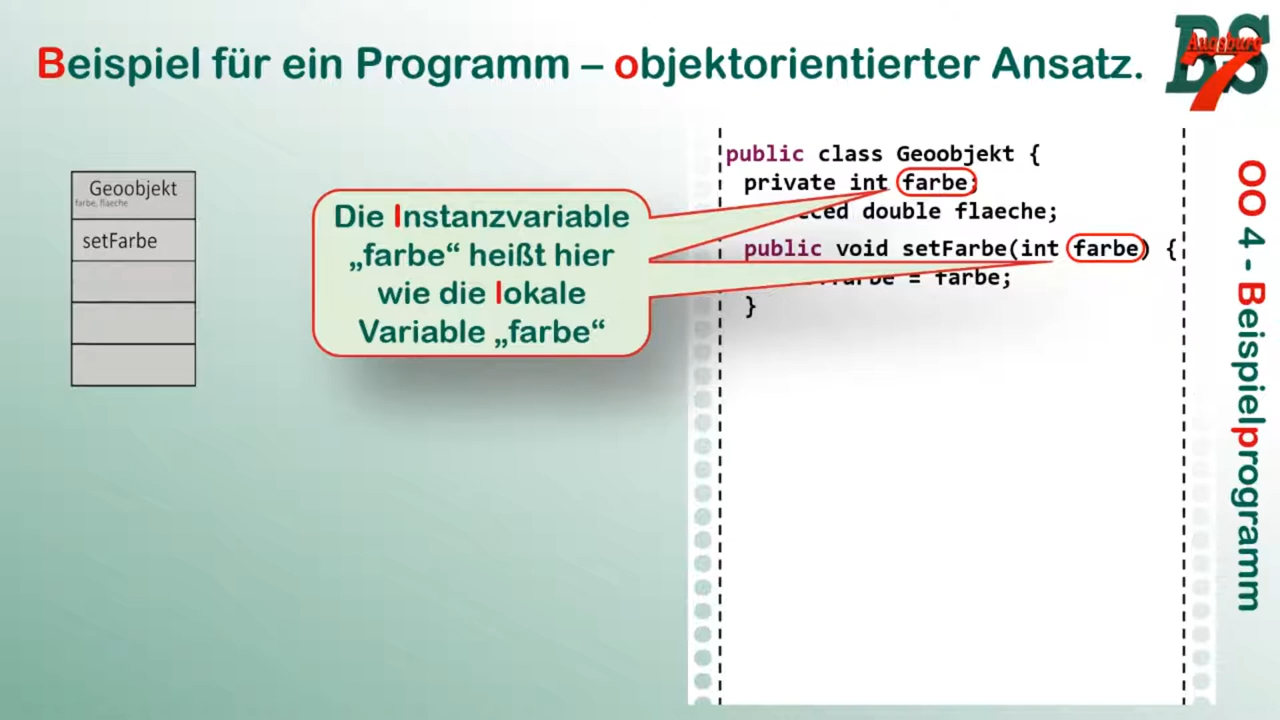 Beispiel für ein Programm – objektorientierter Ansatz.
BS
Augsburg
7
Geoobjekt
farbe, flaeche
setFarbe
Die Instanzvariable
„farbe“ heißt hier
wie die lokale
Variable „farbe“
public class Geoobjekt {
private int farbe;
double flaeche;
public void setFarbe(int farbe) {
= farbe;
}
OO 4 - Beispielprogramm